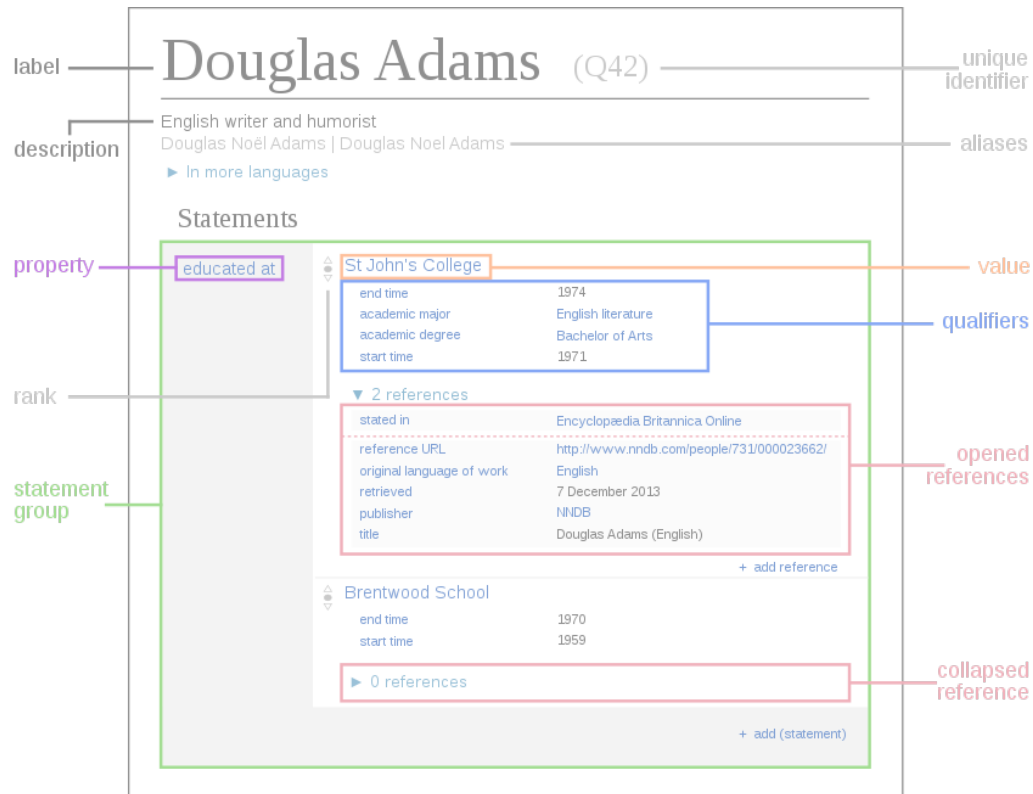 label
Douglas Adams (Q42)
unique
identifier
English writer and humorist
description
Douglas Noël Adams | Douglas Noel Adams
aliases
► In more languages
Statements
property
educated at
St John's College
value
end time 1974
academic major English literature
academic degree Bachelor of Arts
start time 1971
qualifiers
rank
▼ 2 references
stated in Encyclopædia Britannica Online
reference URL http://www.nndb.com/people/731/000023662/
original language of work English
retrieved 7 December 2013
publisher NNDB
title Douglas Adams (English)
opened
references
statement
group
+ add reference
Brentwood School
end time 1970
start time 1959
► 0 references
collapsed
reference
+ add (statement)